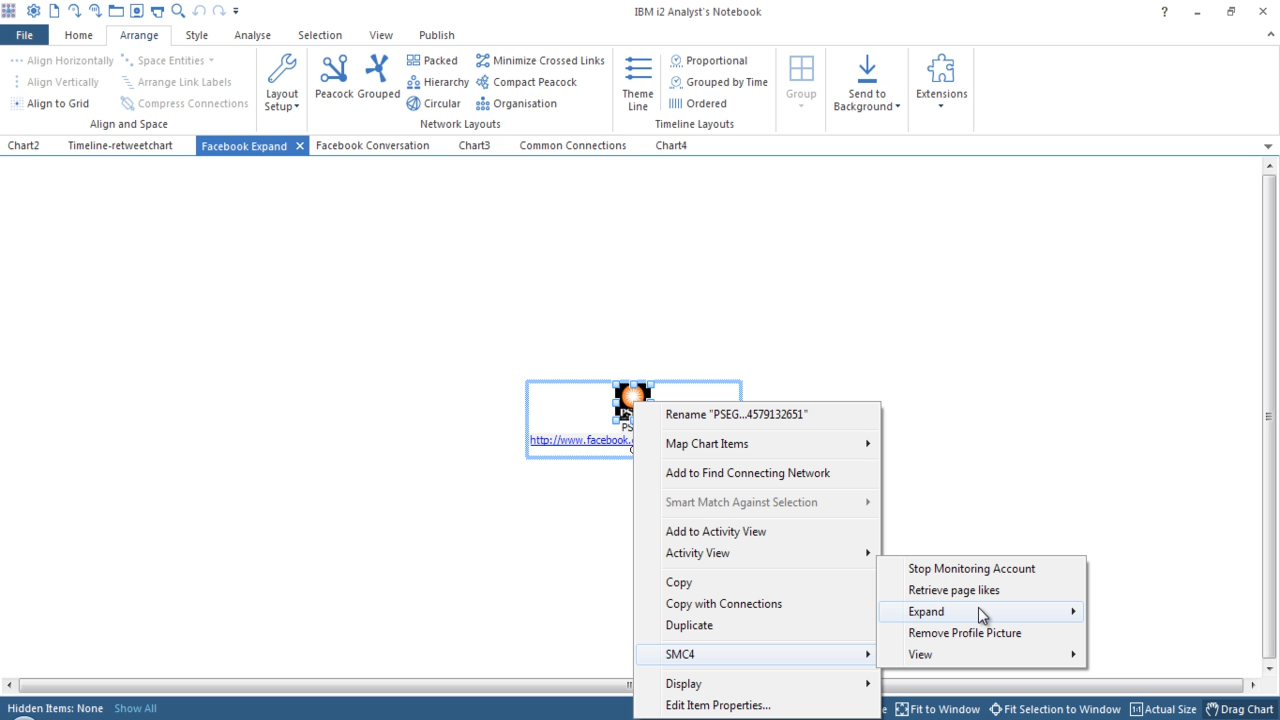 IBM i2 Analyst's Notebook
?
File Home Arrange Style Analyse Selection View Publish
Align Horizontally Space Entities
Align Vertically Arrange Link Labels
Align to Grid Compress Connections
Align and Space
Layout Setup
Peacock Grouped
Packed Minimize Crossed Links
Hierarchy Compact Peacock
Circular Organisation
Network Layouts
Theme Line
Proportional
Grouped by Time
Ordered
Timeline Layouts
Group
Send to Background
Extensions
Chart2 Timeline-retweetchart Facebook Expand Facebook Conversation Chart3 Common Connections Chart4
http://www.facebook.
Rename "PSEG...4579132651"
Map Chart Items
Add to Find Connecting Network
Smart Match Against Selection
Add to Activity View
Activity View
Copy
Copy with Connections
Duplicate
SMC4
Display
Edit Item Properties...
Stop Monitoring Account
Retrieve page likes
Expand
Remove Profile Picture
View
Hidden Items: None Show All
Fit to Window Fit Selection to Window Actual Size Drag Chart